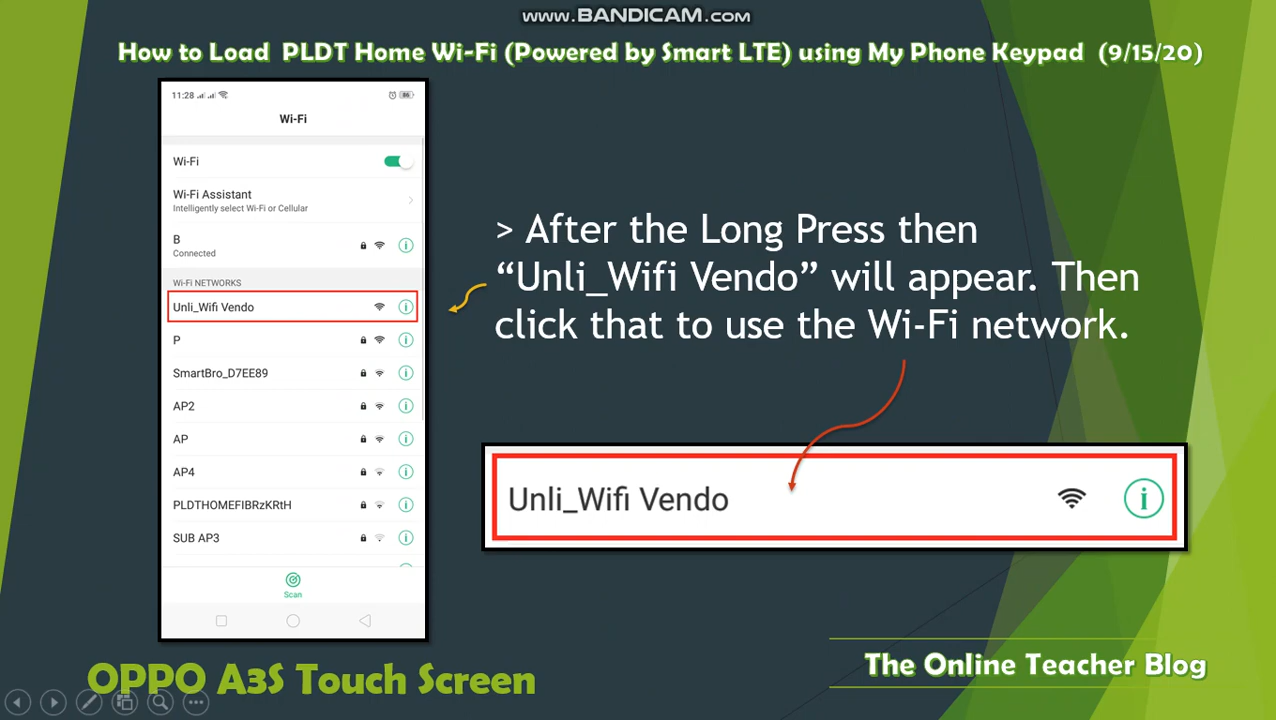 www.BANDICAM.com
How to Load PLDT Home Wi-Fi (Powered by Smart LTE) using My Phone Keypad (9/15/20)
11:28
86
Wi-Fi
Wi-Fi
Wi-Fi Assistant
Intelligently select Wi-Fi or Cellular
B
Connected
Wi-Fi NETWORKS
Unli_Wifi Vendo
P
SmartBro_D7EE89
AP2
AP
AP4
PLDTHOMEFIBRzKRtH
SUB AP3
Scan
> After the Long Press then
“Unli_Wifi Vendo” will appear. Then
click that to use the Wi-Fi network.
Unli_Wifi Vendo
OPPO A3S Touch Screen
The Online Teacher Blog